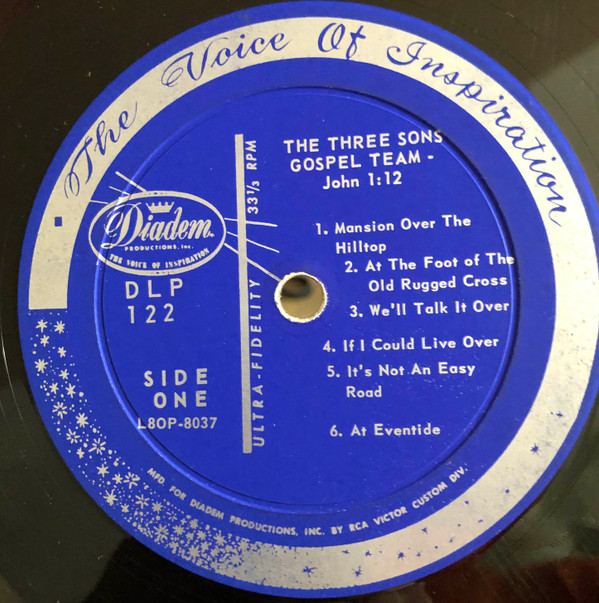 The Voice Of Inspiration
THE THREE SONS
GOSPEL TEAM -
John 1:12
Diadem
PRODUCTIONS, INC.
THE VOICE OF INSPIRATION
DLP
122
SIDE
ONE
L8OP-8037
ULTRA-FIDELITY 33⅓ RPM
1. Mansion Over The
Hilltop
2. At The Foot of The
Old Rugged Cross
3. We'll Talk It Over
4. If I Could Live Over
5. It's Not An Easy
Road
6. At Eventide
MFD. FOR DIADEM PRODUCTIONS, INC. BY RCA VICTOR CUSTOM DIV.